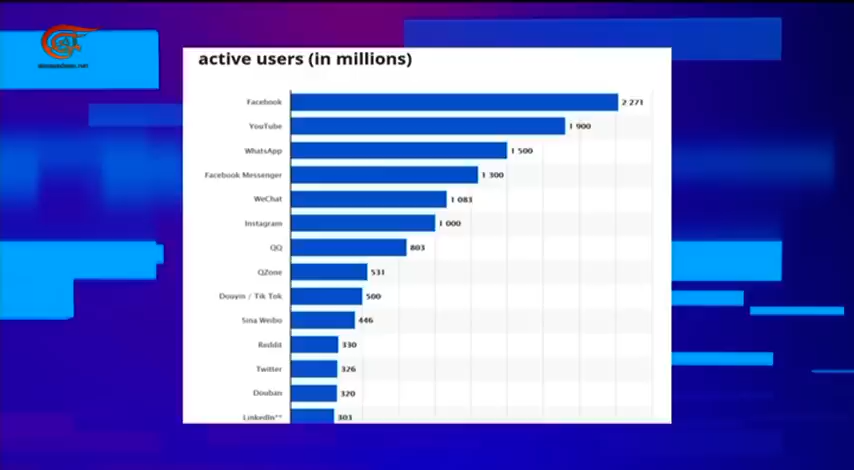 active users (in millions)
Facebook 2 271
YouTube 1 900
WhatsApp 1 500
Facebook Messenger 1 300
WeChat 1 083
Instagram 1 000
QQ 803
QZone 531
Douyin / Tik Tok 500
Sina Weibo 446
Reddit 330
Twitter 326
Douban 320
LinkedIn** 303